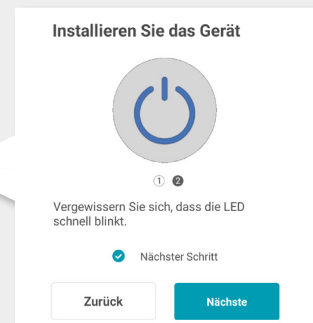 Installieren Sie das Gerät
① ❷
Vergewissern Sie sich, dass die LED
schnell blinkt.
Nächster Schritt
Zurück Nächste